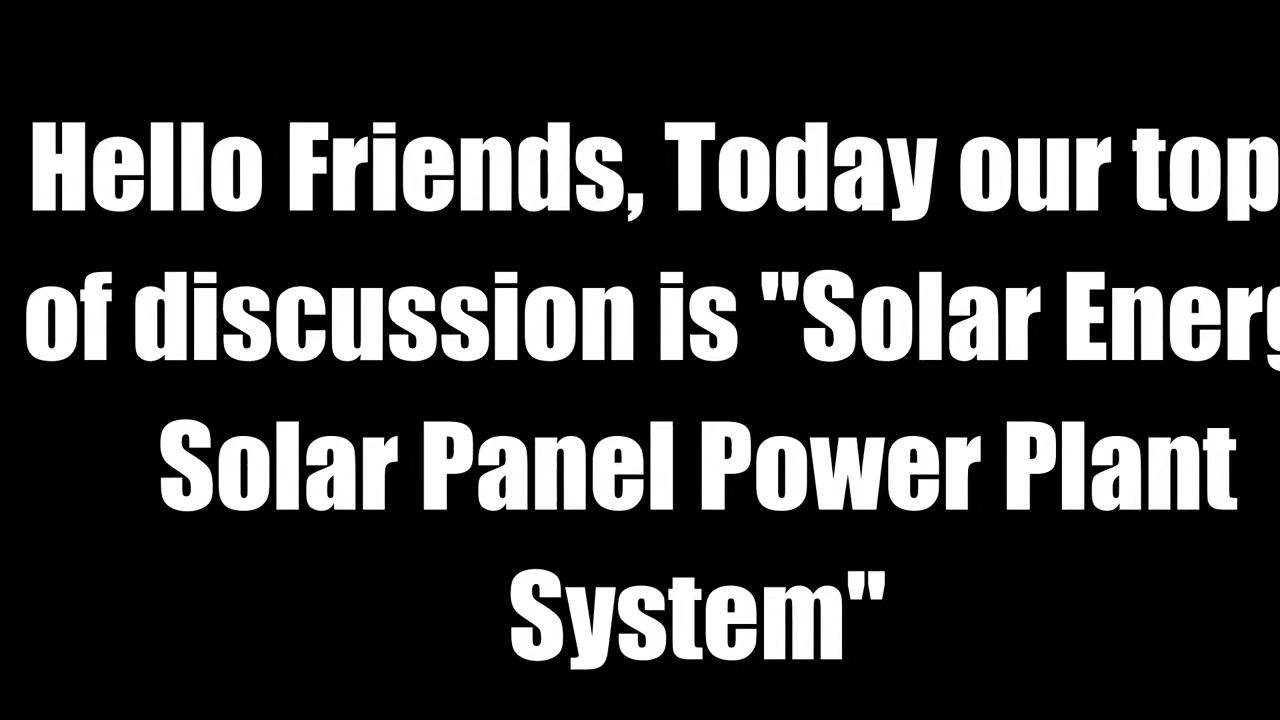 Hello Friends, Today our top
of discussion is "Solar Energ
Solar Panel Power Plant
System"